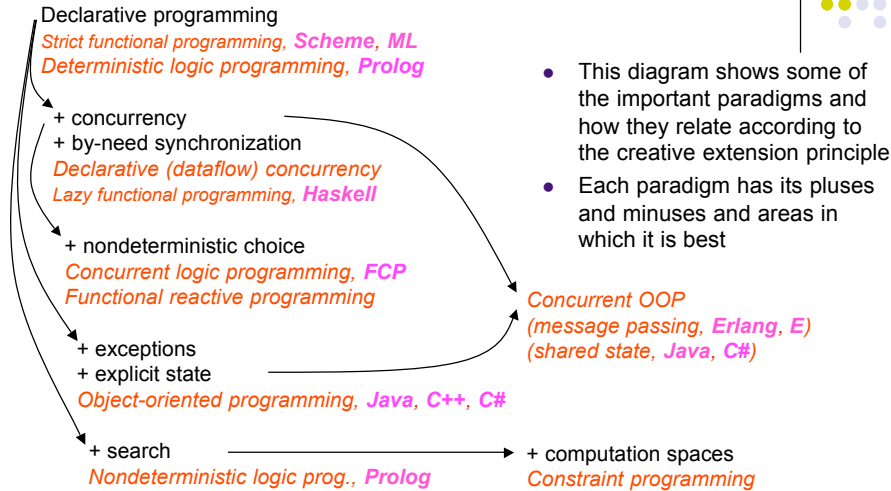 Declarative programming
Strict functional programming, Scheme, ML
Deterministic logic programming, Prolog
+ concurrency
+ by-need synchronization
Declarative (dataflow) concurrency
Lazy functional programming, Haskell
+ nondeterministic choice
Concurrent logic programming, FCP
Functional reactive programming
+ exceptions
+ explicit state
Object-oriented programming, Java, C++, C#
+ search
Nondeterministic logic prog., Prolog
• This diagram shows some of
the important paradigms and
how they relate according to
the creative extension principle
• Each paradigm has its pluses
and minuses and areas in
which it is best
Concurrent OOP
(message passing, Erlang, E)
(shared state, Java, C#)
+ computation spaces
Constraint programming